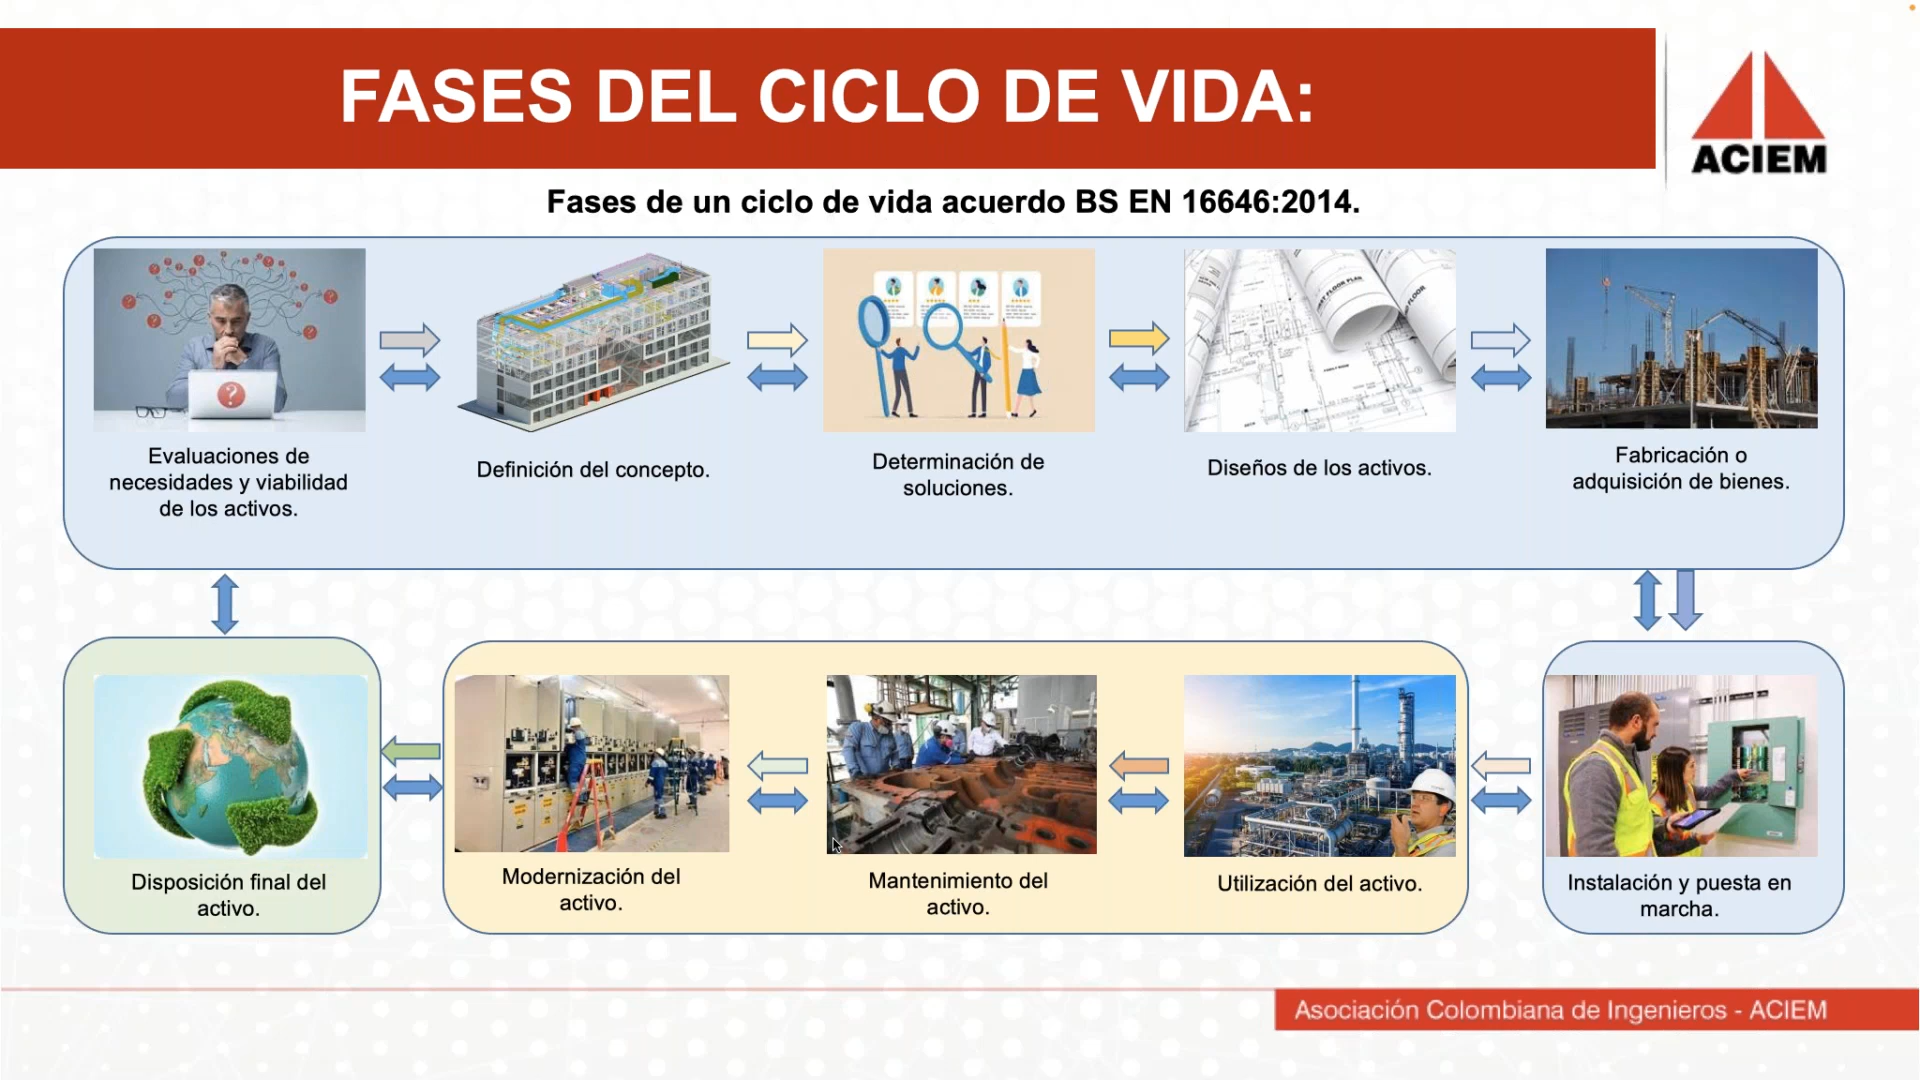 FASES DEL CICLO DE VIDA:
ACIEM
Fases de un ciclo de vida acuerdo BS EN 16646:2014.
Evaluaciones de
necesidades y viabilidad
de los activos.
Definición del concepto.
Determinación de
soluciones.
Diseños de los activos.
Fabricación o
adquisición de bienes.
Disposición final del
activo.
Modernización del
activo.
Mantenimiento del
activo.
Utilización del activo.
Instalación y puesta en
marcha.
Asociación Colombiana de Ingenieros - ACIEM